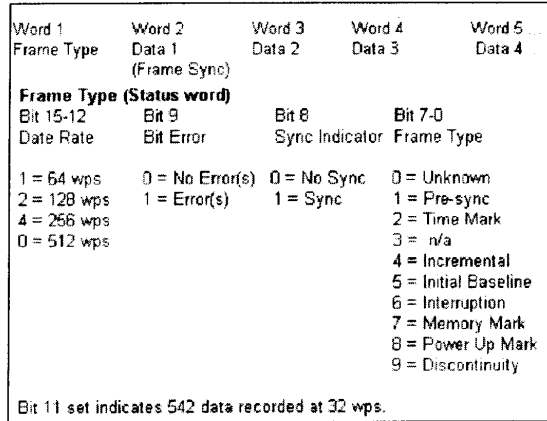 Word 1 Word 2 Word 3 Word 4 Word 5 ...
Frame Type Data 1 Data 2 Data 3 Data 4 ...
(Frame Sync)
Frame Type (Status word)
Bit 15-12 Bit 9 Bit 8 Bit 7-0
Date Rate Bit Error Sync Indicator Frame Type
1 = 64 wps 0 = No Error(s) 0 = No Sync 0 = Unknown
2 = 128 wps 1 = Error(s) 1 = Sync 1 = Pre-sync
4 = 256 wps 2 = Time Mark
0 = 512 wps 3 = n/a
4 = Incremental
5 = Initial Baseline
6 = Interruption
7 = Memory Mark
8 = Power Up Mark
9 = Discontinuity
Bit 11 set indicates 542 data recorded at 32 wps.